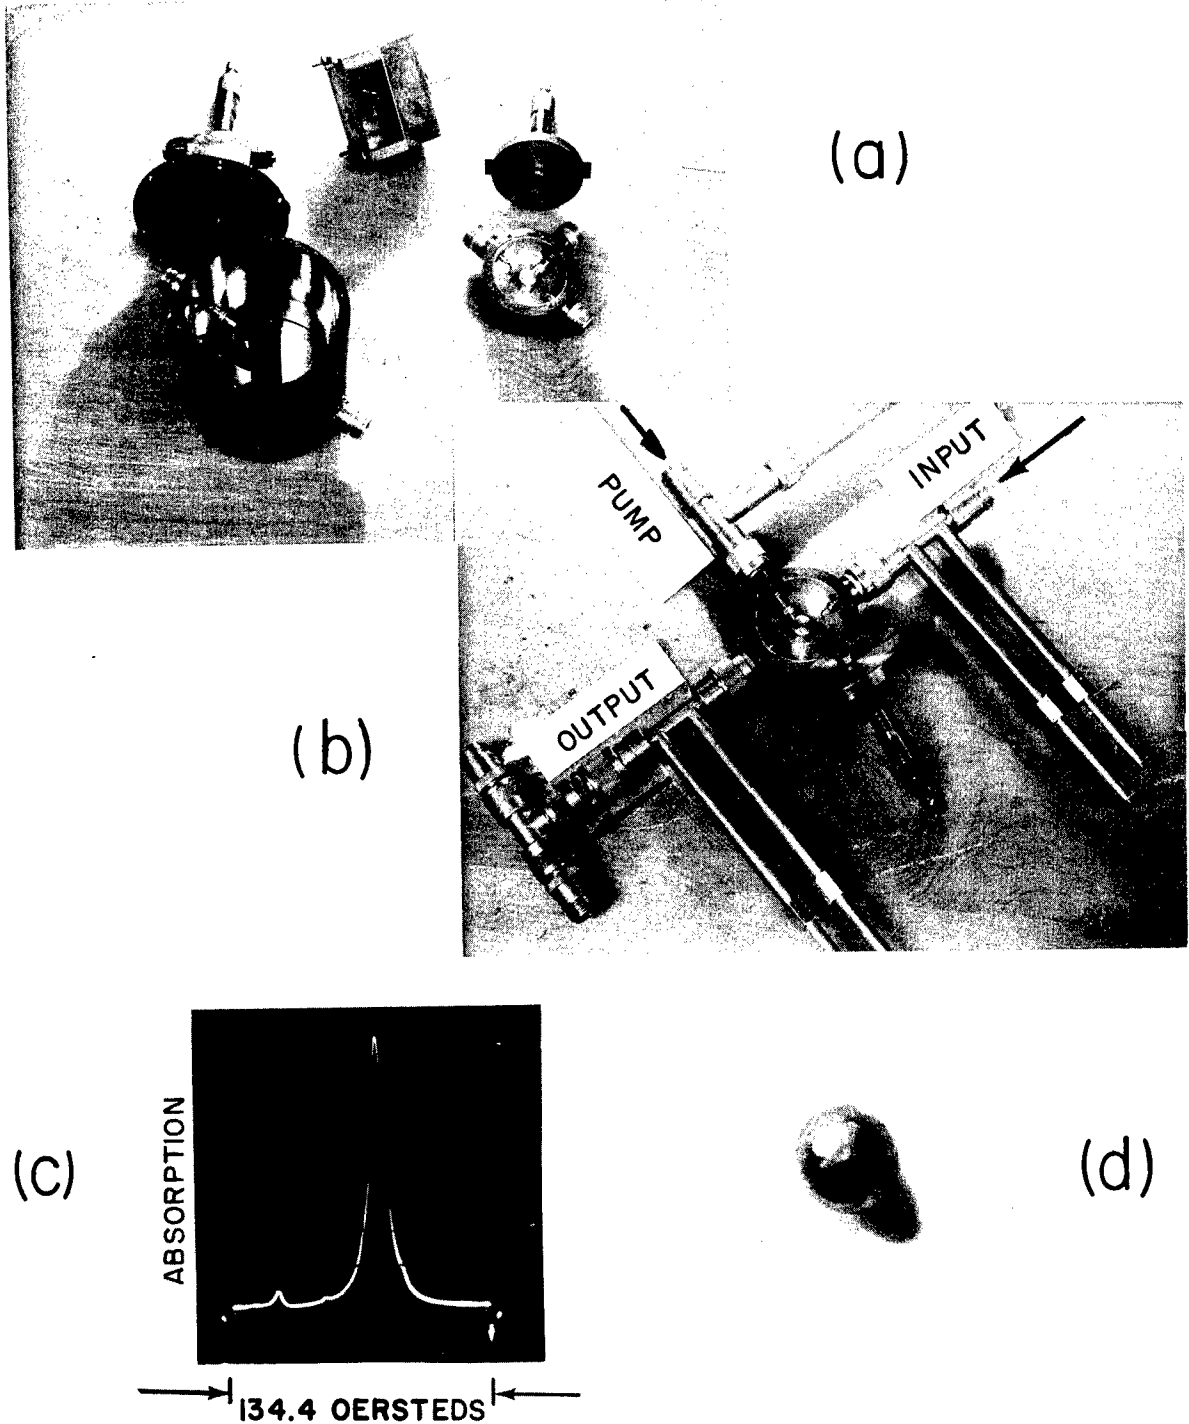 (a)
INPUT
PUMP
OUTPUT
(b)
ABSORPTION
(c)
(d)
134.4 OERSTEDS